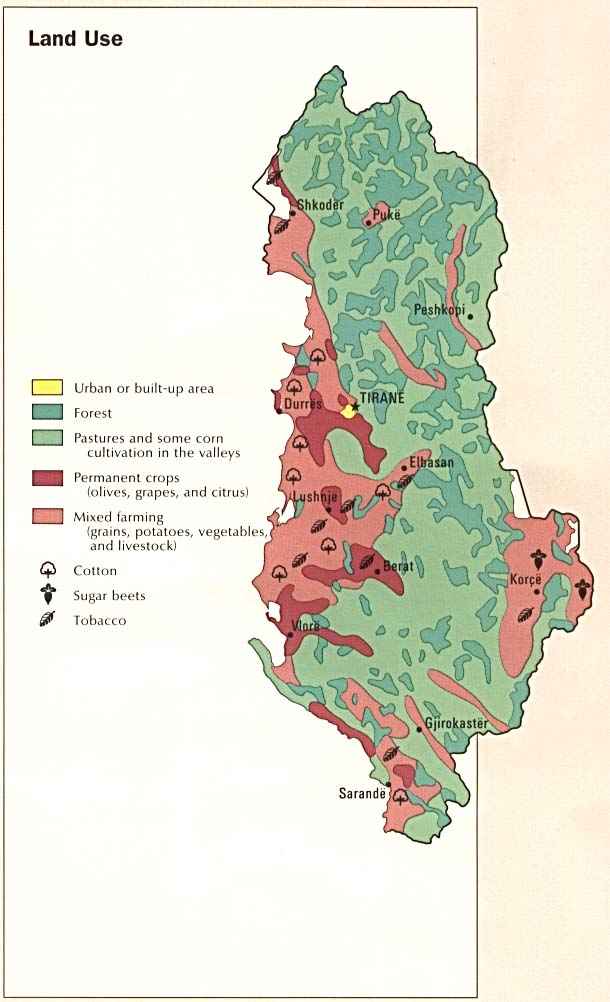 Land Use
Shkodër
Pukë
Peshkopi
Urban or built-up area
Forest
Pastures and some corn
cultivation in the valleys
Permanent crops
(olives, grapes, and citrus)
Mixed farming
(grains, potatoes, vegetables,
and livestock)
Cotton
Sugar beets
Tobacco
TIRANË
Durrës
Elbasan
Lushnjë
Berat
Korçë
Vlorë
Gjirokastër
Sarandë